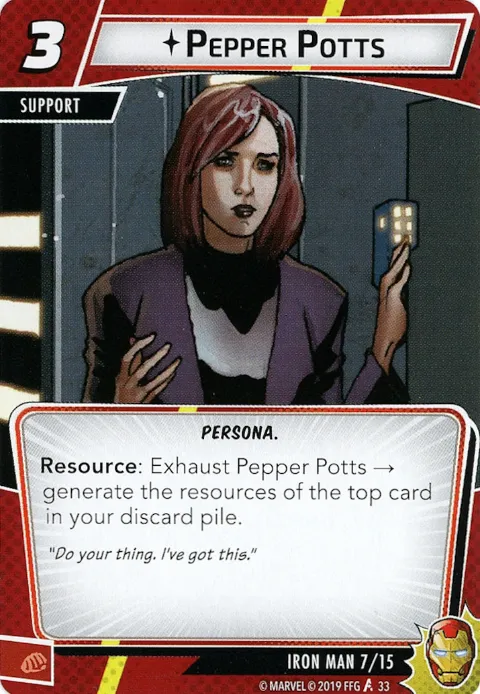 3
PEPPER POTTS
SUPPORT
PERSONA.
Resource: Exhaust Pepper Potts →
generate the resources of the top card
in your discard pile.
"Do your thing. I've got this."
IRON MAN 7/15
© MARVEL © 2019 FFG 33